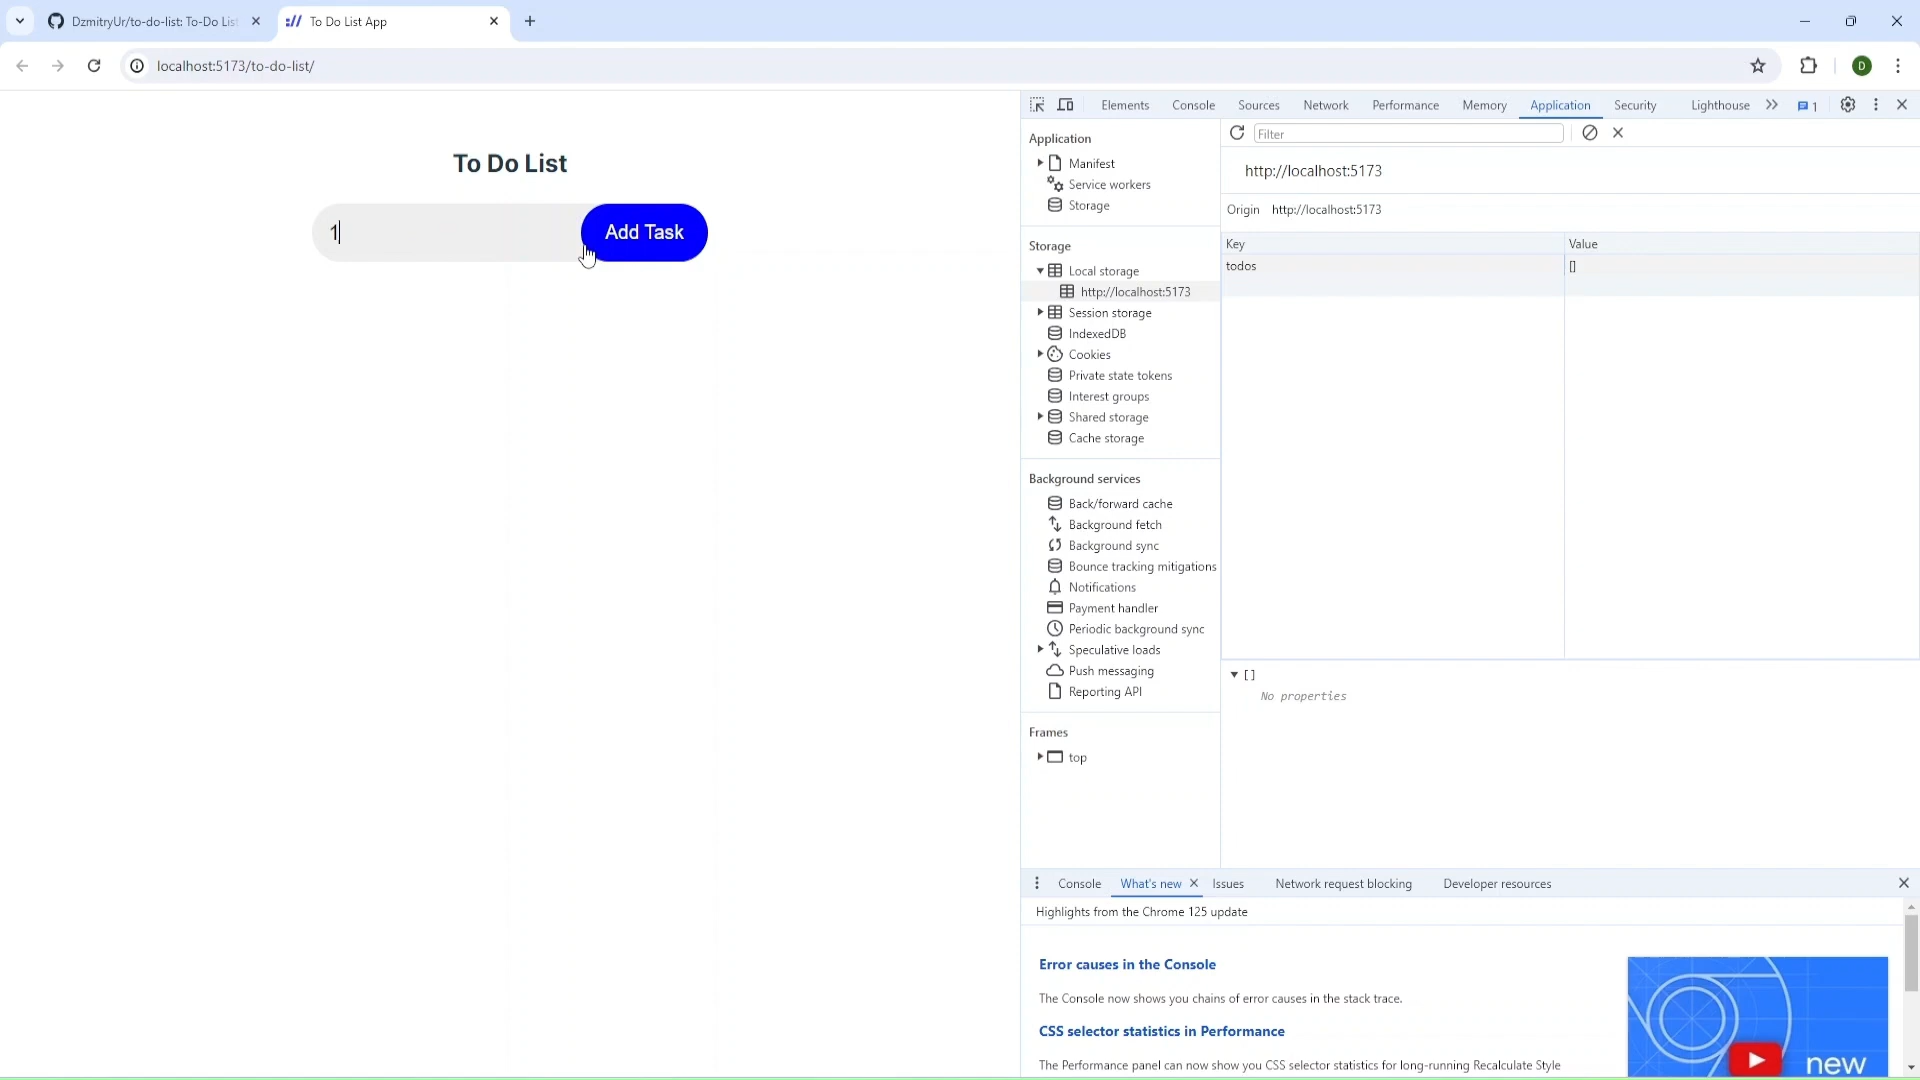 DzmitryUr/to-do-list: To-Do Lis
To Do List App
localhost:5173/to-do-list/
D
To Do List
1
Add Task
Elements Console Sources Network Performance Memory Application Security Lighthouse 1
Application
Manifest
Service workers
Storage
Storage
Local storage
http://localhost:5173
Session storage
IndexedDB
Cookies
Private state tokens
Interest groups
Shared storage
Cache storage
Background services
Back/forward cache
Background fetch
Background sync
Bounce tracking mitigations
Notifications
Payment handler
Periodic background sync
Speculative loads
Push messaging
Reporting API
Frames
top
Filter
http://localhost:5173
Origin http://localhost:5173
Key Value
todos []
[]
No properties
Console What's new Issues Network request blocking Developer resources
Highlights from the Chrome 125 update
Error causes in the Console
The Console now shows you chains of error causes in the stack trace.
CSS selector statistics in Performance
The Performance panel can now show you CSS selector statistics for long-running Recalculate Style
new